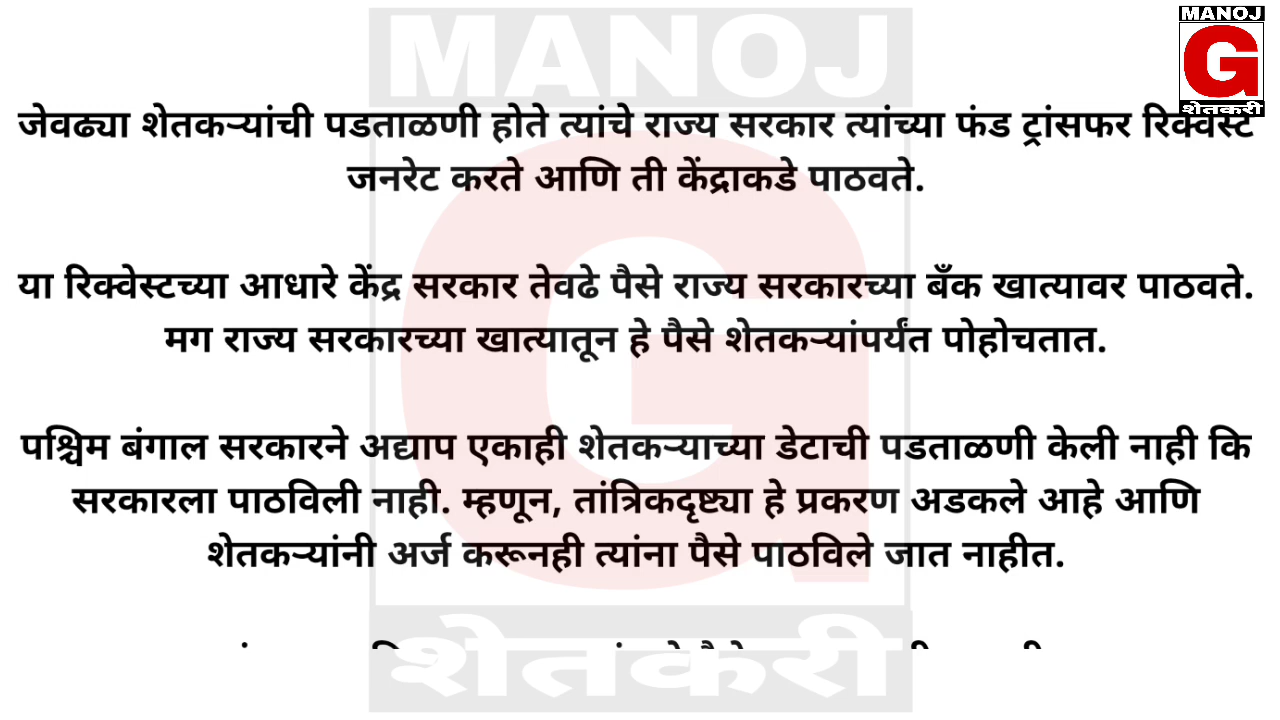 MANOJ
MANOJ
G
शेतकरी
जेवढ्या शेतकऱ्यांची पडताळणी होते त्यांचे राज्य सरकार त्यांच्या फंड ट्रांसफर रिक्वेस्ट
जनरेट करते आणि ती केंद्राकडे पाठवते.
या रिक्वेस्टच्या आधारे केंद्र सरकार तेवढे पैसे राज्य सरकारच्या बँक खात्यावर पाठवते.
मग राज्य सरकारच्या खात्यातून हे पैसे शेतकऱ्यांपर्यंत पोहोचतात.
पश्चिम बंगाल सरकारने अद्याप एकाही शेतकऱ्याच्या डेटाची पडताळणी केली नाही कि
सरकारला पाठविली नाही. म्हणून, तांत्रिकदृष्ट्या हे प्रकरण अडकले आहे आणि
शेतकऱ्यांनी अर्ज करूनही त्यांना पैसे पाठविले जात नाहीत.
G
शेतकरी